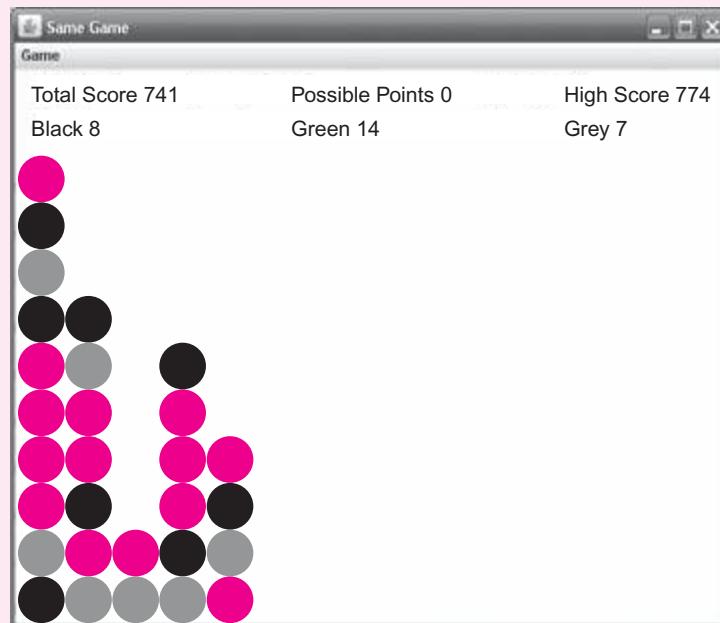 Same Game
Game
Total Score 741 Possible Points 0 High Score 774
Black 8 Green 14 Grey 7